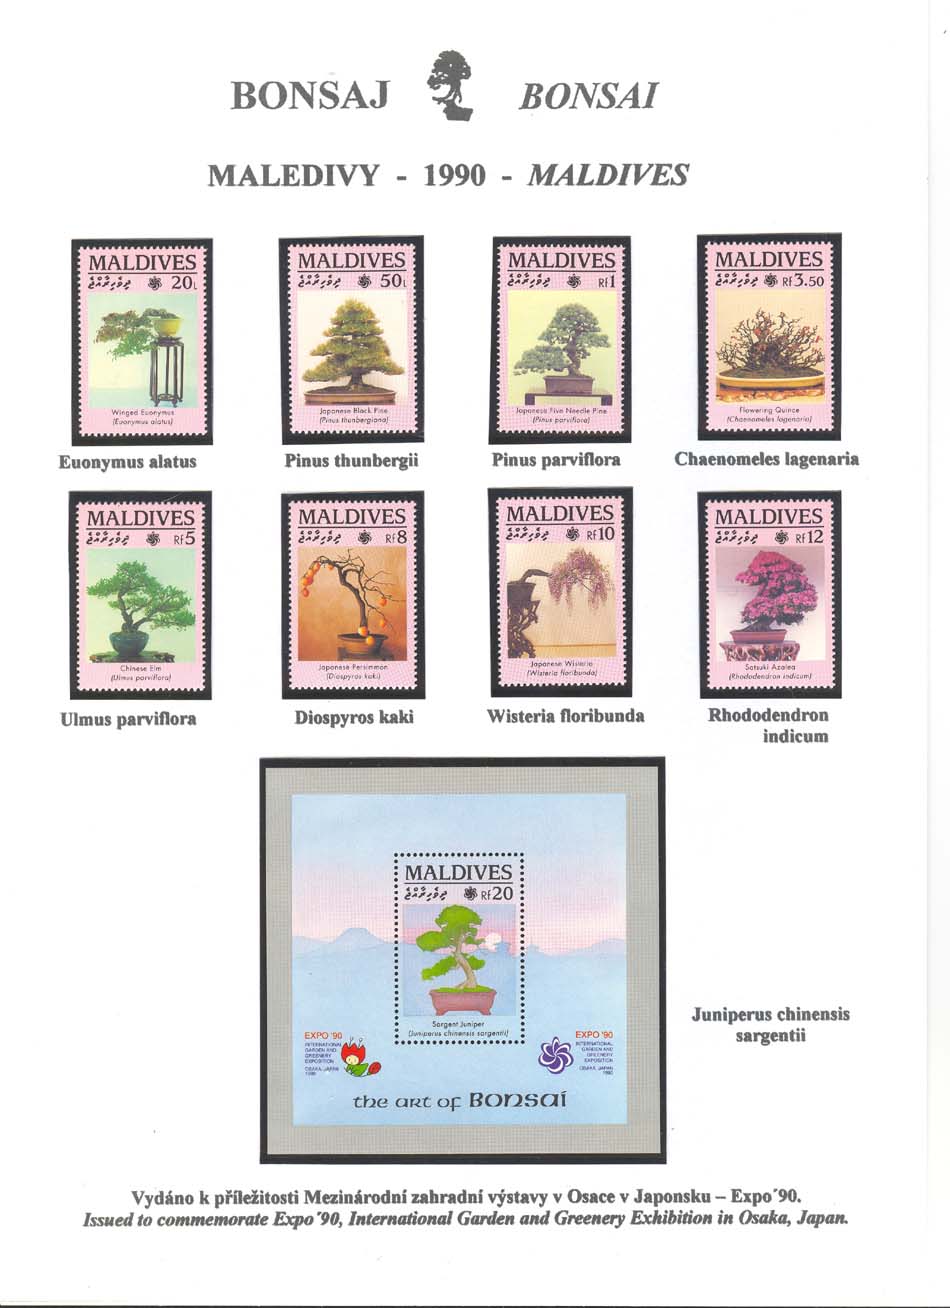 BONSAJ BONSAI
MALEDIVY - 1990 - MALDIVES
MALDIVES
ދިވެހިރާއްޖެ 20L
Winged Euonymus
(Euonymus alatus)
Euonymus alatus
MALDIVES
ދިވެހިރާއްޖެ 50L
Japanese Black Pine
(Pinus thunbergiana)
Pinus thunbergii
MALDIVES
ދިވެހިރާއްޖެ RF1
Japanese Five Needle Pine
(Pinus parviflora)
Pinus parviflora
MALDIVES
ދިވެހިރާއްޖެ RF3.50
Flowering Quince
(Chaenomeles lagenaria)
Chaenomeles lagenaria
MALDIVES
ދިވެހިރާއްޖެ RF5
Chinese Elm
(Ulmus parviflora)
Ulmus parviflora
MALDIVES
ދިވެހިރާއްޖެ RF8
Japanese Persimmon
(Diospyros kaki)
Diospyros kaki
MALDIVES
ދިވެހިރާއްޖެ RF10
Japanese Wisteria
(Wisteria floribunda)
Wisteria floribunda
MALDIVES
ދިވެހިރާއްޖެ RF12
Satsuki Azalea
(Rhododendron indicum)
Rhododendron
indicum
MALDIVES
ދިވެހިރާއްޖެ RF20
Sargent Juniper
(Juniperus chinensis sargentii)
EXPO '90
INTERNATIONAL
GARDEN AND
GREENERY
EXPOSITION
OSAKA, JAPAN
1990
EXPO '90
INTERNATIONAL
GARDEN AND
GREENERY
EXPOSITION
OSAKA, JAPAN
1990
the art of Bonsai
Juniperus chinensis
sargentii
Vydáno k příležitosti Mezinárodní zahradní výstavy v Osace v Japonsku – Expo´90.
Issued to commemorate Expo´90, International Garden and Greenery Exhibition in Osaka, Japan.